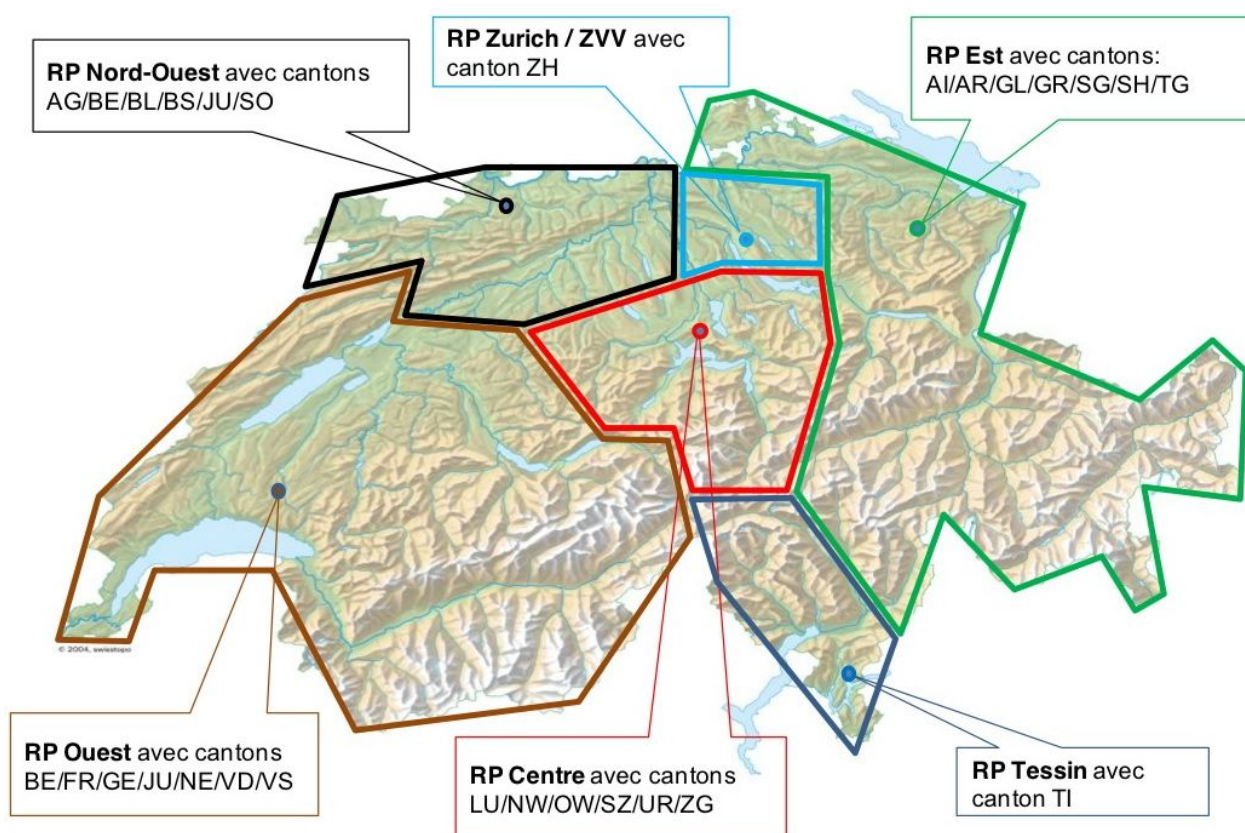 RP Nord-Ouest avec cantons
AG/BE/BL/BS/JU/SO
RP Zurich / ZVV avec
canton ZH
RP Est avec cantons:
AI/AR/GL/GR/SG/SH/TG
© 2004, swisstopo
RP Ouest avec cantons
BE/FR/GE/JU/NE/VD/VS
RP Centre avec cantons
LU/NW/OW/SZ/UR/ZG
RP Tessin avec
canton TI